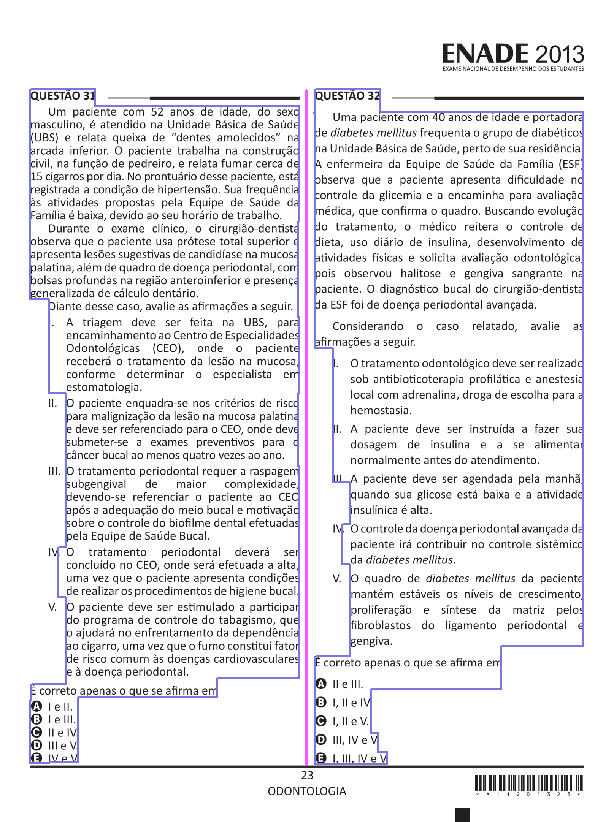 ENADE 2013
EXAME NACIONAL DE DESEMPENHO DOS ESTUDANTES
QUESTÃO 31
Um paciente com 52 anos de idade, do sexo
masculino, é atendido na Unidade Básica de Saúde
(UBS) e relata queixa de “dentes amolecidos” na
arcada inferior. O paciente trabalha na construção
civil, na função de pedreiro, e relata fumar cerca de
15 cigarros por dia. No prontuário desse paciente, está
registrada a condição de hipertensão. Sua frequência
às atividades propostas pela Equipe de Saúde da
Família é baixa, devido ao seu horário de trabalho.
Durante o exame clínico, o cirurgião-dentista
observa que o paciente usa prótese total superior e
apresenta lesões sugestivas de candidíase na mucosa
palatina, além de quadro de doença periodontal, com
bolsas profundas na região anteroinferior e presença
generalizada de cálculo dentário.
Diante desse caso, avalie as afirmações a seguir.
I. A triagem deve ser feita na UBS, para
encaminhamento ao Centro de Especialidades
Odontológicas (CEO), onde o paciente
receberá o tratamento da lesão na mucosa,
conforme determinar da especialista em
estomatologia.
II. O paciente enquadra-se nos critérios de risco
para malignização da lesão na mucosa palatina
e deve ser referenciado para o CEO, onde deve
submeter-se a exames preventivos para o
câncer bucal ao menos quatro vezes ao ano.
III. O tratamento periodontal requer a raspagem
subgengival de maior complexidade,
devendo-se referenciar o paciente ao CEO
após a adequação do meio bucal e motivação
sobre o controle do biofilme dental efetuadas
pela Equipe de Saúde Bucal.
IV. O tratamento periodontal deverá ser
concluído no CEO, onde será efetuada a alta,
uma vez que o paciente apresenta condições
de realizar os procedimentos de higiene bucal.
V. O paciente deve ser estimulado a participar
do programa de controle do tabagismo, que
o ajudará no enfrentamento da dependência
ao cigarro, uma vez que o fumo constitui fator
de risco comum às doenças cardiovasculares
e à doença periodontal.
É correto apenas o que se afirma em
A I e II.
B I e III.
C II e IV.
D III e V.
E IV e V.
QUESTÃO 32
Uma paciente com 40 anos de idade e portadora
de diabetes mellitus frequenta o grupo de diabéticos
na Unidade Básica de Saúde, perto de sua residência.
A enfermeira da Equipe de Saúde da Família (ESF)
observa que a paciente apresenta dificuldade no
controle da glicemia e a encaminha para avaliação
médica, que confirma o quadro. Buscando evolução
do tratamento, o médico reitera o controle de
dieta, uso diário de insulina, desenvolvimento de
atividades físicas e solicita avaliação odontológica,
pois observou halitose e gengiva sangrante na
paciente. O diagnóstico bucal do cirurgião-dentista
da ESF foi de doença periodontal avançada.
Considerando o caso relatado, avalie as
afirmações a seguir.
I. O tratamento odontológico deve ser realizado
sob antibioticoterapia profilática e anestesia
local com adrenalina, droga de escolha para a
hemostasia.
II. A paciente deve ser instruída a fazer sua
dosagem de insulina e a se alimentar
normalmente antes do atendimento.
III. A paciente deve ser agendada pela manhã,
quando sua glicose está baixa e a atividade
insulínica é alta.
IV. O controle da doença periodontal avançada da
paciente irá contribuir no controle sistêmico
da diabetes mellitus.
V. O quadro de diabetes mellitus da paciente
mantém estáveis os níveis de crescimento,
proliferação e síntese da matriz pelos
fibroblastos do ligamento periodontal e
gengiva.
É correto apenas o que se afirma em
A II e III.
B I, II e IV.
C I, II e V.
D III, IV e V.
E I, III, IV e V.
23
ODONTOLOGIA